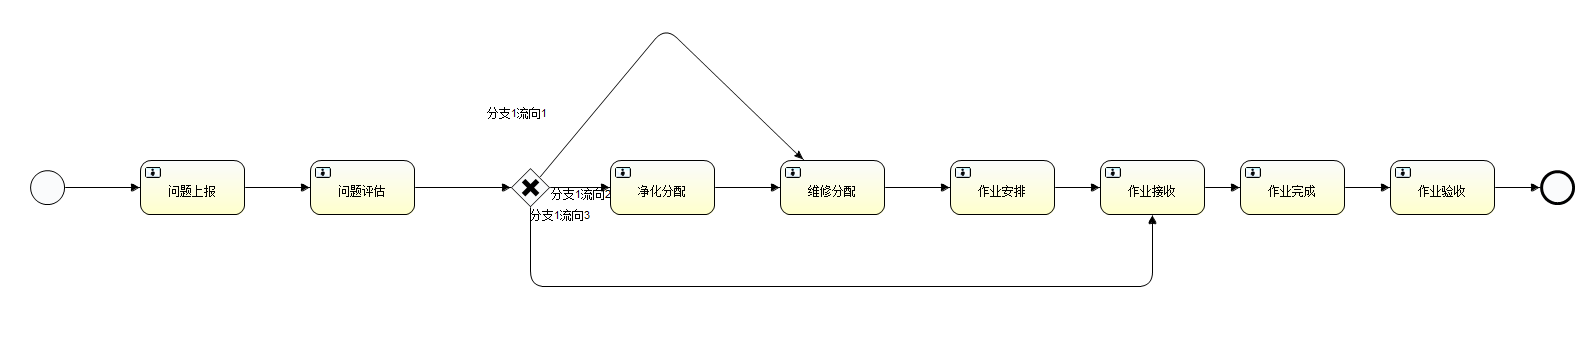 分支1流向1
问题上报
问题评估
分支1流向2
净化分配
维修分配
作业安排
作业接收
作业完成
作业验收
分支1流向3